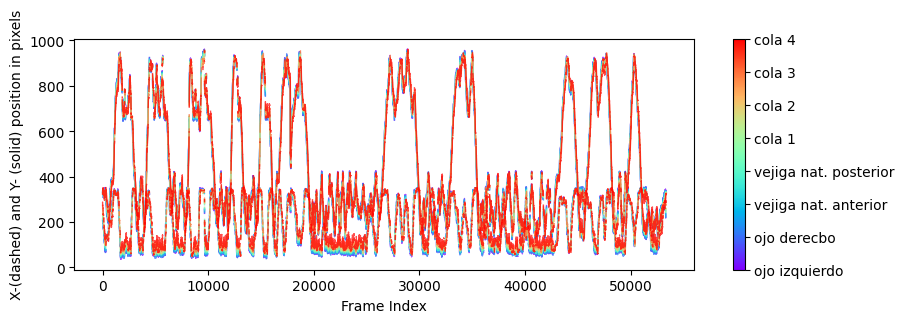 X-(dashed) and Y- (solid) position in pixels
1000
800
600
400
200
0
0 10000 20000 30000 40000 50000
Frame Index
cola 4
cola 3
cola 2
cola 1
vejiga nat. posterior
vejiga nat. anterior
ojo derecbo
ojo izquierdo